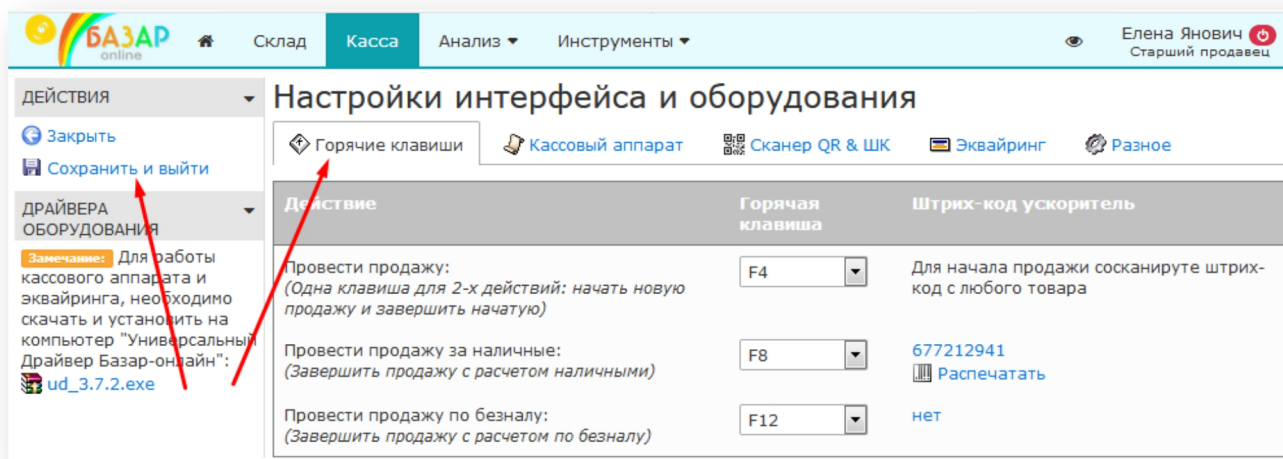 БАЗАР
online
Склад
Касса
Анализ
Инструменты
Елена Янович
Старший продавец
ДЕЙСТВИЯ
Закрыть
Сохранить и выйти
ДРАЙВЕРА
ОБОРУДОВАНИЯ
Замечание: Для работы
кассового аппарата и
эквайринга, необходимо
скачать и установить на
компьютер "Универсальный
Драйвер Базар-онлайн":
ud_3.7.2.exe
Настройки интерфейса и оборудования
Горячие клавиши
Кассовый аппарат
Сканер QR & ШК
Эквайринг
Разное
Действие
Горячая
клавиша
Штрих-код ускоритель
Провести продажу:
(Одна клавиша для 2-х действий: начать новую
продажу и завершить начатую)
F4
Для начала продажи сосканируте штрих-
код с любого товара
Провести продажу за наличные:
(Завершить продажу с расчетом наличными)
F8
677212941
Распечатать
Провести продажу по безналу:
(Завершить продажу с расчетом по безналу)
F12
нет